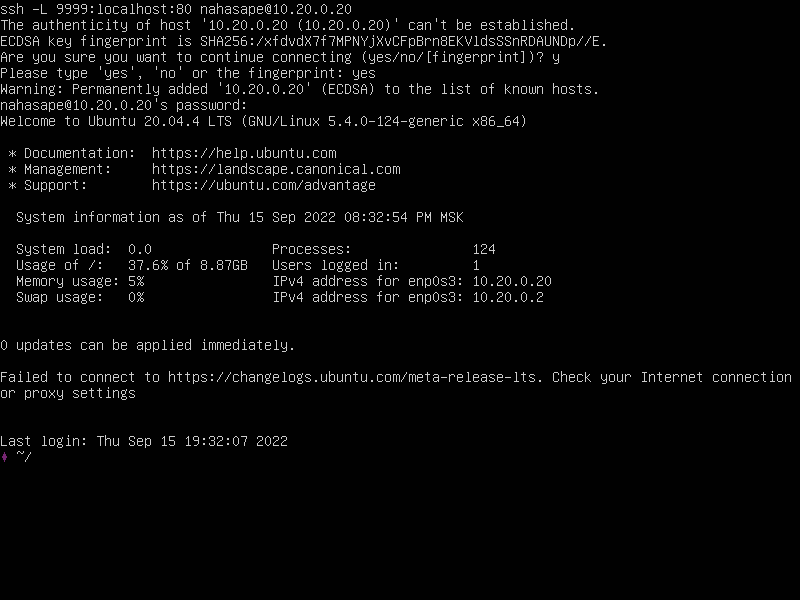 ssh -L 9999:localhost:80 nahasape@10.20.0.20
The authenticity of host '10.20.0.20 (10.20.0.20)' can't be established.
ECDSA key fingerprint is SHA256:/xfdvdX7f7MPNYjXvCFpBrn8EKVldsSSnRDAUNDp//E.
Are you sure you want to continue connecting (yes/no/[fingerprint])? y
Please type 'yes', 'no' or the fingerprint: yes
Warning: Permanently added '10.20.0.20' (ECDSA) to the list of known hosts.
nahasape@10.20.0.20's password:
Welcome to Ubuntu 20.04.4 LTS (GNU/Linux 5.4.0-124-generic x86_64)
* Documentation:  https://help.ubuntu.com
* Management:     https://landscape.canonical.com
* Support:        https://ubuntu.com/advantage
System information as of Thu 15 Sep 2022 08:32:54 PM MSK
System load:  0.0               Processes:               124
Usage of /:   37.6% of 8.87GB   Users logged in:         1
Memory usage: 5%                IPv4 address for enp0s3: 10.20.0.20
Swap usage:   0%                IPv4 address for enp0s3: 10.20.0.2
0 updates can be applied immediately.
Failed to connect to https://changelogs.ubuntu.com/meta-release-lts. Check your Internet connection
or proxy settings
Last login: Thu Sep 15 19:32:07 2022
♦ ~/